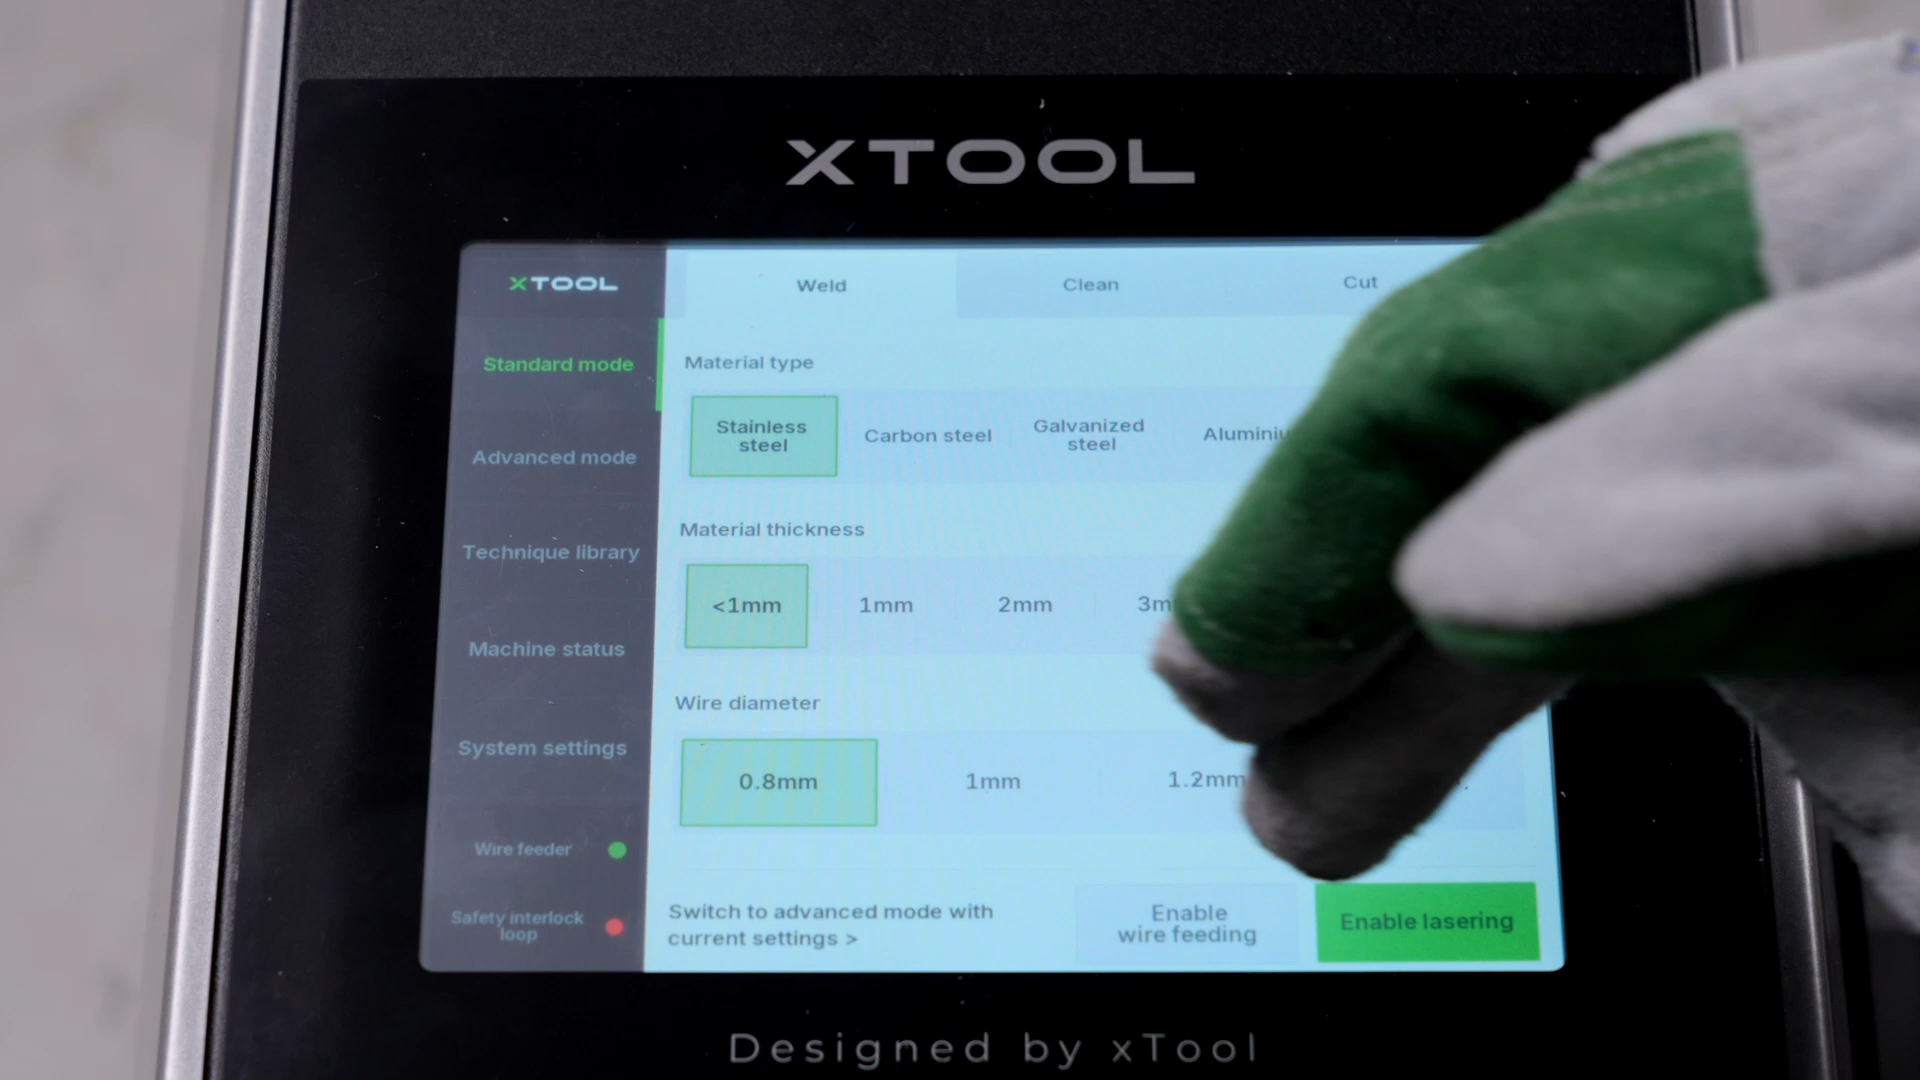 XTOOL
XTOOL
Weld
Clean
Cut
Standard mode
Advanced mode
Technique library
Machine status
System settings
Wire feeder
Safety interlock
loop
Material type
Stainless
steel
Carbon steel
Galvanized
steel
Material thickness
<1mm
1mm
2mm
Wire diameter
0.8mm
1mm
1.2mm
Switch to advanced mode with
current settings >
Enable
wire feeding
Enable lasering
Designed by xTool